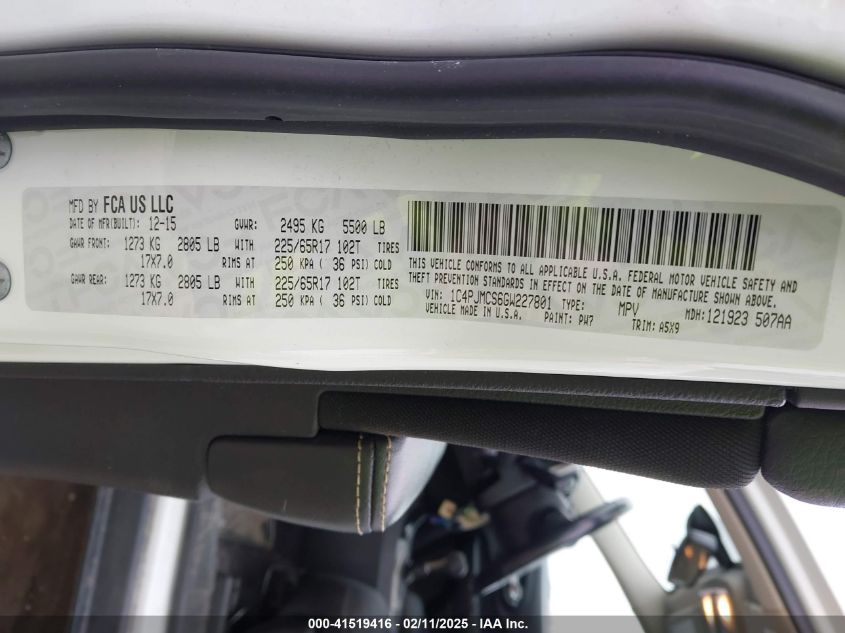 MFD BY FCA US LLC
DATE OF MFR(BUILT): 12-15 GVWR: 2495 KG 5500 LB
GAWR FRONT: 1273 KG 2805 LB WITH 225/65R17 102T TIRES
17X7.0 RIMS AT 250 KPA ( 36 PSI) COLD
GAWR REAR: 1273 KG 2805 LB WITH 225/65R17 102T TIRES
17X7.0 RIMS AT 250 KPA ( 36 PSI) COLD
THIS VEHICLE CONFORMS TO ALL APPLICABLE U.S.A. FEDERAL MOTOR VEHICLE SAFETY AND
THEFT PREVENTION STANDARDS IN EFFECT ON THE DATE OF MANUFACTURE SHOWN ABOVE.
VIN: 1C4PJMCS6GW227801 TYPE: MPV MDH:121923 507AA
VEHICLE MADE IN U.S.A. PAINT: PW7 TRIM: A5X9
000-41519416 - 02/11/2025 - IAA Inc.